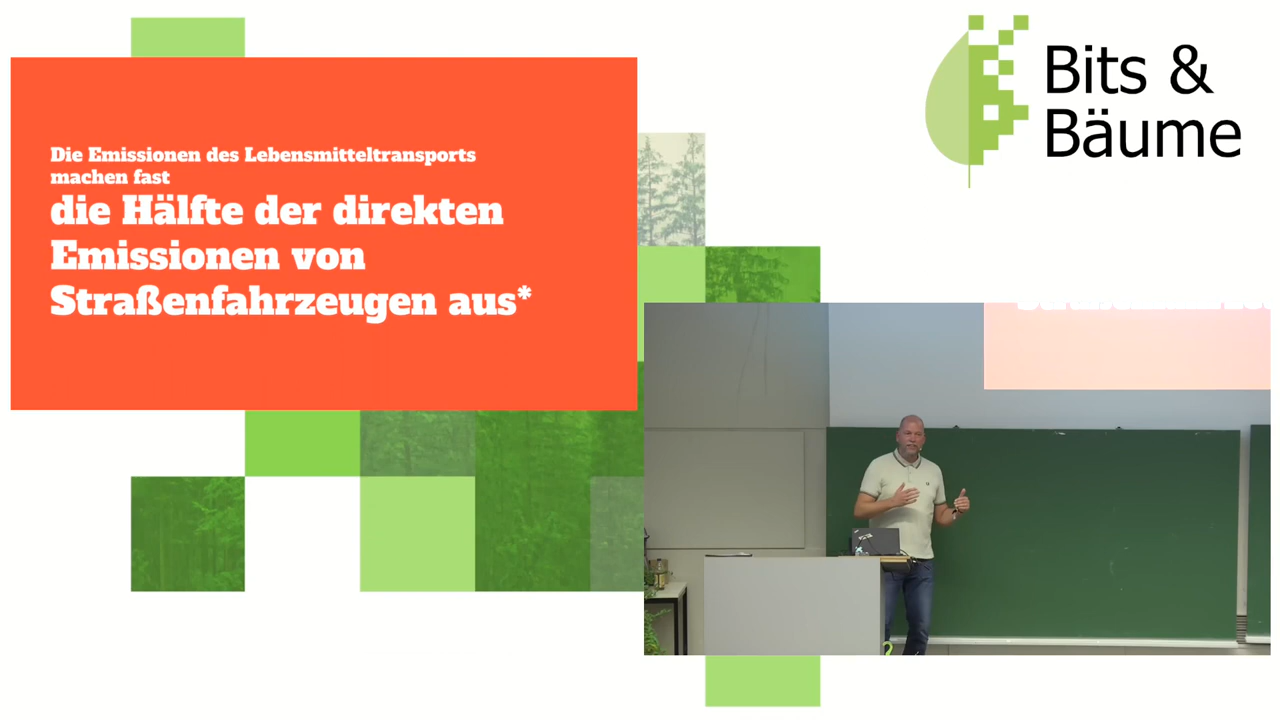 Die Emissionen des Lebensmitteltransports
machen fast
die Hälfte der direkten
Emissionen von
Straßenfahrzeugen aus*
Bits &
Bäume